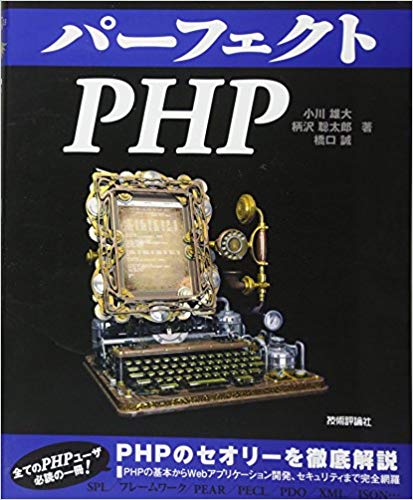 パーフェクト
PHP
小川 雄大
柄沢 聡太郎 著
橋口 誠
技術評論社
全てのPHPユーザ
必読の一冊!
PHPのセオリーを徹底解説
PHPの基本からWebアプリケーション開発、セキュリティまで完全網羅
SPL/フレームワーク/PEAR/PECL/PDO/XML/JSON